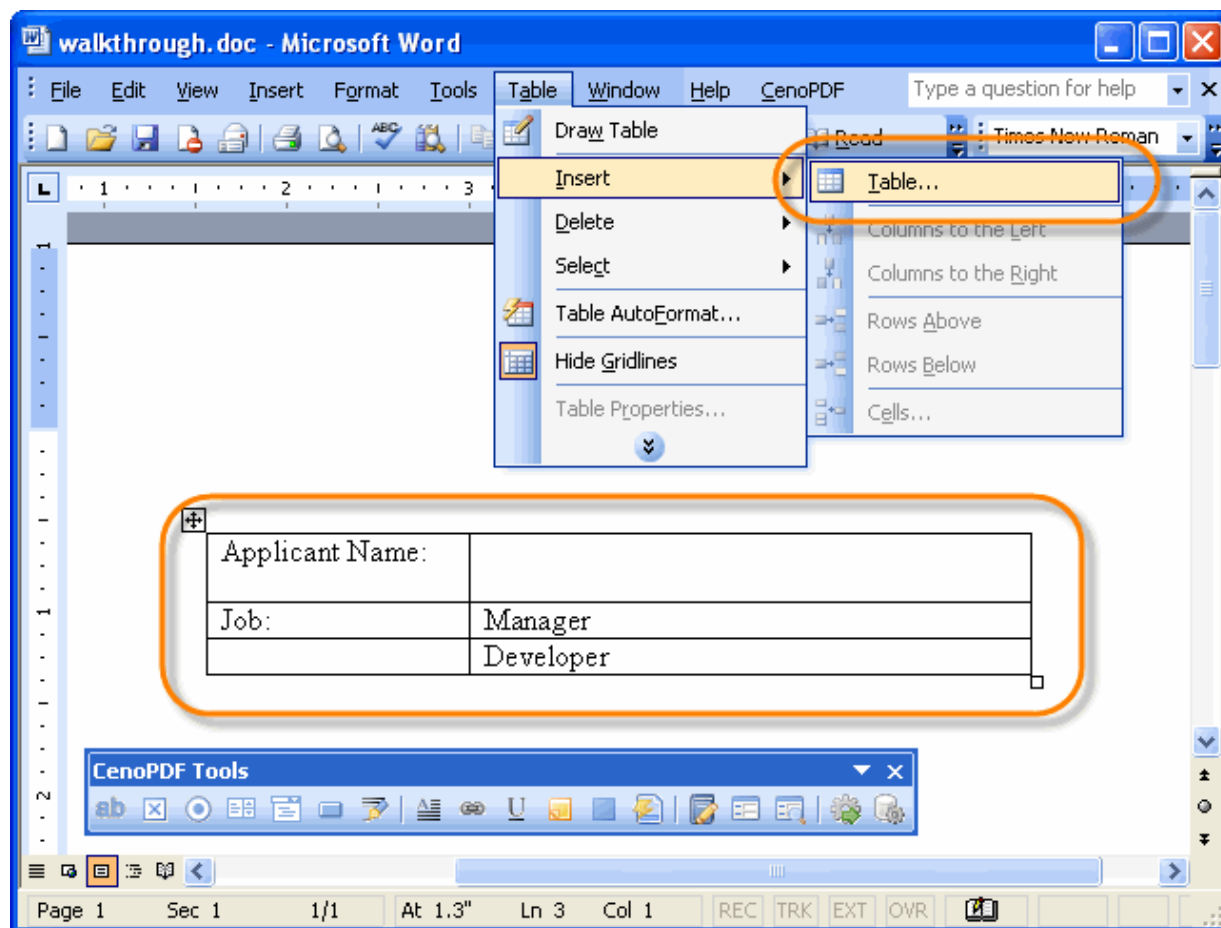 walkthrough.doc - Microsoft Word
File Edit View Insert Format Tools Table Window Help CenoPDF Type a question for help
Draw Table Read Times New Roman
Insert Table...
1 2 3
Delete Columns to the Left
Select Columns to the Right
Table AutoFormat... Rows Above
Hide Gridlines Rows Below
Table Properties... Cells...
Applicant Name:
Job: Manager
Developer
CenoPDF Tools
ab
Page 1 Sec 1 1/1 At 1.3" Ln 3 Col 1 REC TRK EXT OVR